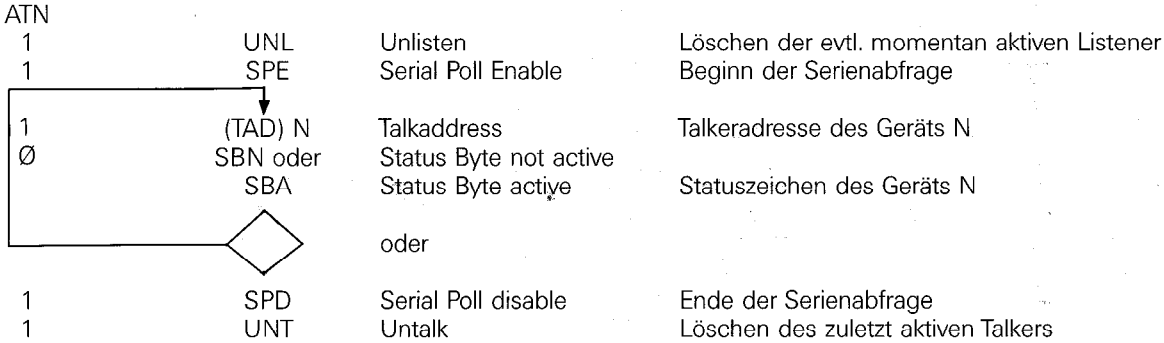 ATN
1 UNL Unlisten Löschen der evtl. momentan aktiven Listener
1 SPE Serial Poll Enable Beginn der Serienabfrage
1 (TAD) N Talkaddress Talkeradresse des Geräts N
Ø SBN oder Status Byte not active
SBA Status Byte active Statuszeichen des Geräts N
oder
1 SPD Serial Poll disable Ende der Serienabfrage
1 UNT Untalk Löschen des zuletzt aktiven Talkers